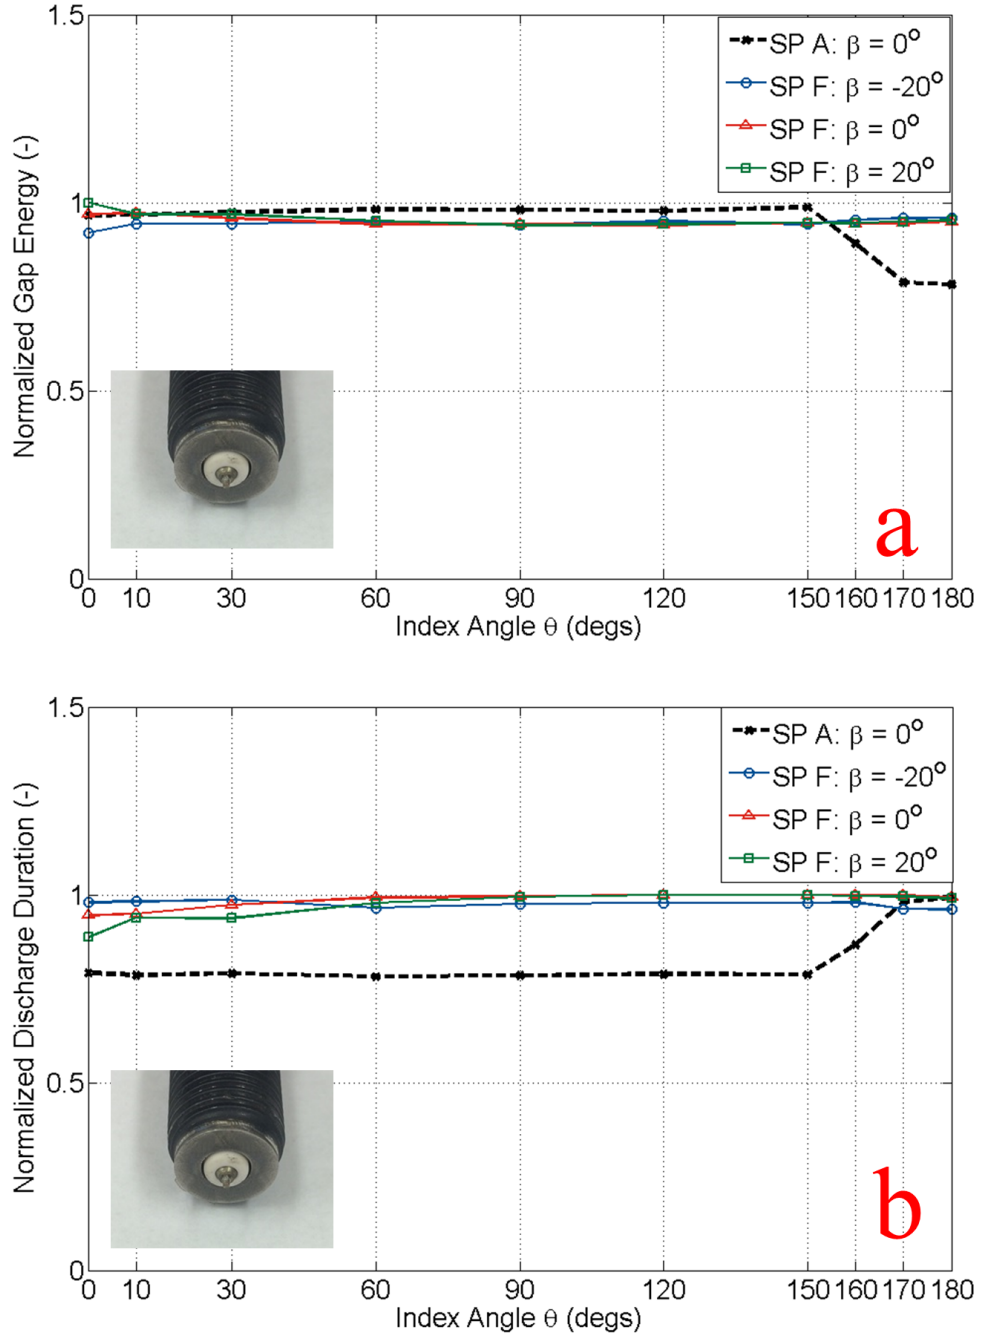 1.5
SP A: β = 0°
SP F: β = -20°
SP F: β = 0°
SP F: β = 20°
1
0.5
0
Normalized Gap Energy (-)
a
0 10 30 60 90 120 150 160 170 180
Index Angle θ (degs)
1.5
SP A: β = 0°
SP F: β = -20°
SP F: β = 0°
SP F: β = 20°
1
0.5
0
Normalized Discharge Duration (-)
b
0 10 30 60 90 120 150 160 170 180
Index Angle θ (degs)